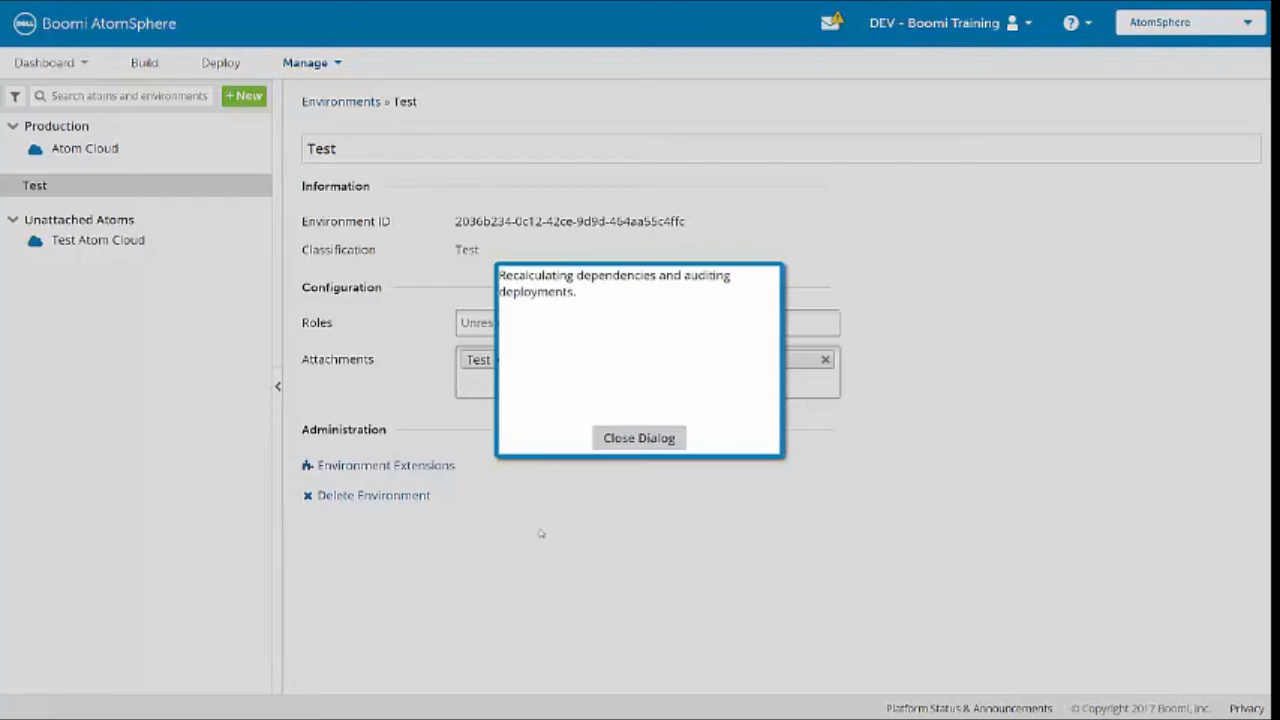 DELL Boomi AtomSphere
DEV - Boomi Training
?
AtomSphere
Dashboard
Build
Deploy
Manage
Search atoms and environments
+ New
Production
Atom Cloud
Test
Unattached Atoms
Test Atom Cloud
Environments » Test
Test
Information
Environment ID 2036b234-0c12-42ce-9d9d-464aa55c4ffc
Classification Test
Configuration
Roles Unres
Attachments Test
Administration
Environment Extensions
Delete Environment
Recalculating dependencies and auditing
deployments.
Close Dialog
Platform Status & Announcements © Copyright 2017 Boomi, Inc. Privacy